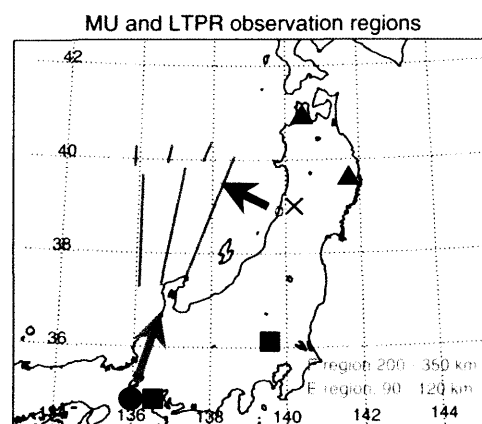 MU and LTPR observation regions
42
40
38
36
F region 200 - 350 km
E region, 90 - 120 km
136 138 140 142 144